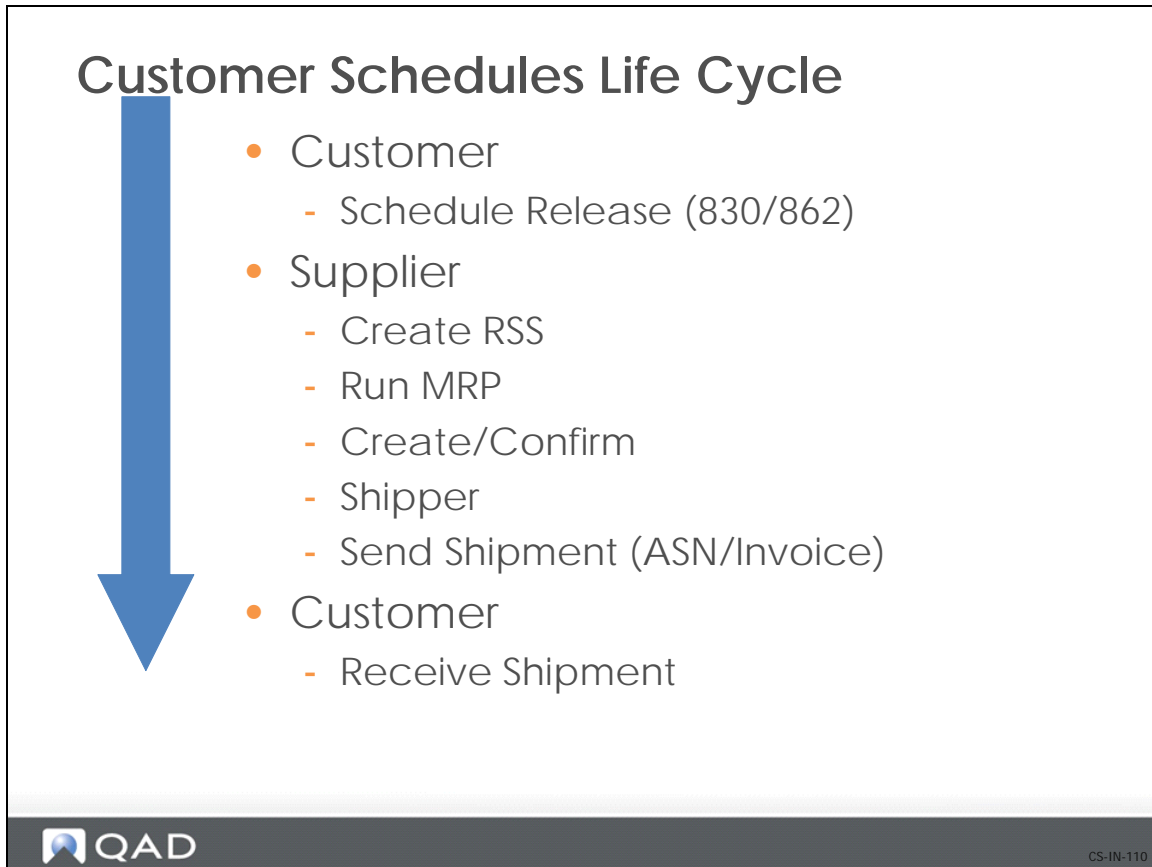 Customer Schedules Life Cycle
• Customer
- Schedule Release (830/862)
• Supplier
- Create RSS
- Run MRP
- Create/Confirm
- Shipper
- Send Shipment (ASN/Invoice)
• Customer
- Receive Shipment
QAD
CS-IN-110